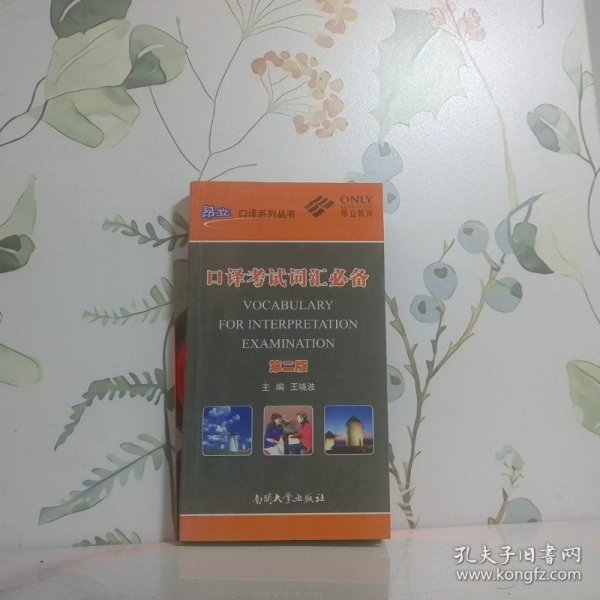 昂立 口译系列丛书
ONLY
昂立教育
口译考试词汇必备
VOCABULARY
FOR INTERPRETATION
EXAMINATION
第二版
主 编 王晓波
南開大學出版社
孔夫子旧书网
www.kongfz.com